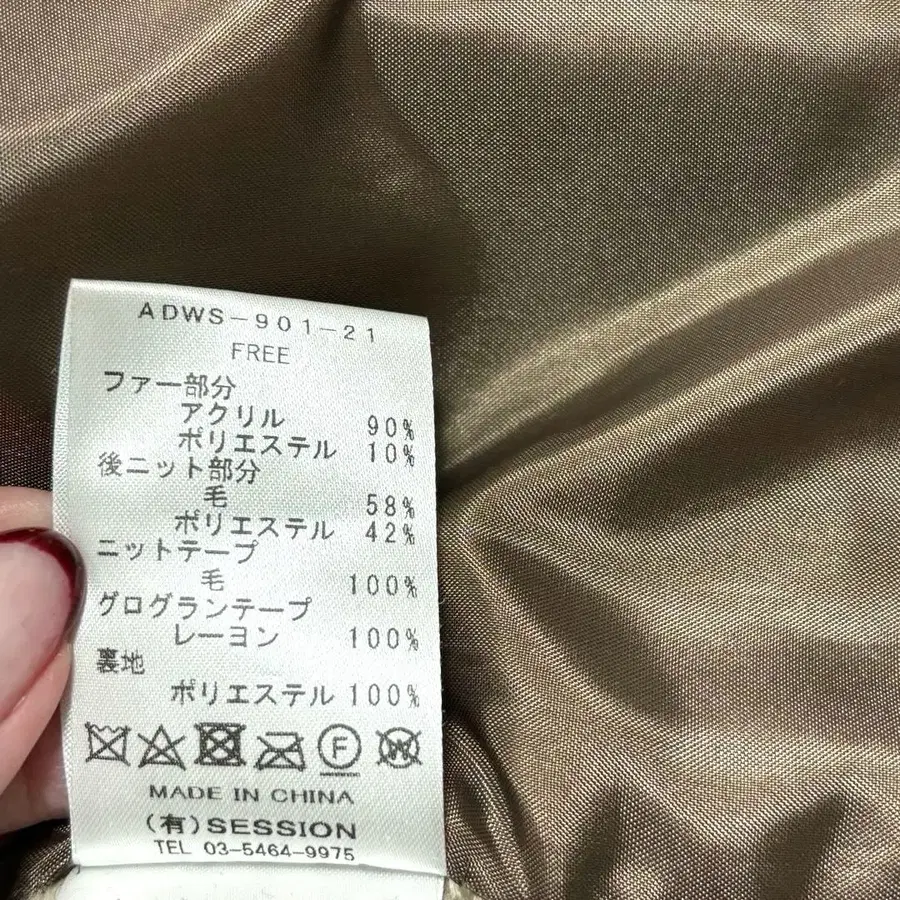 ADWS-901-21
FREE
ファー部分
アクリル 90%
ポリエステル 10%
後ニット部分
毛 58%
ポリエステル 42%
ニットテープ
毛 100%
グログランテープ
レーヨン 100%
裏地
ポリエステル 100%
F W
MADE IN CHINA
(有)SESSION
TEL 03-5464-9975